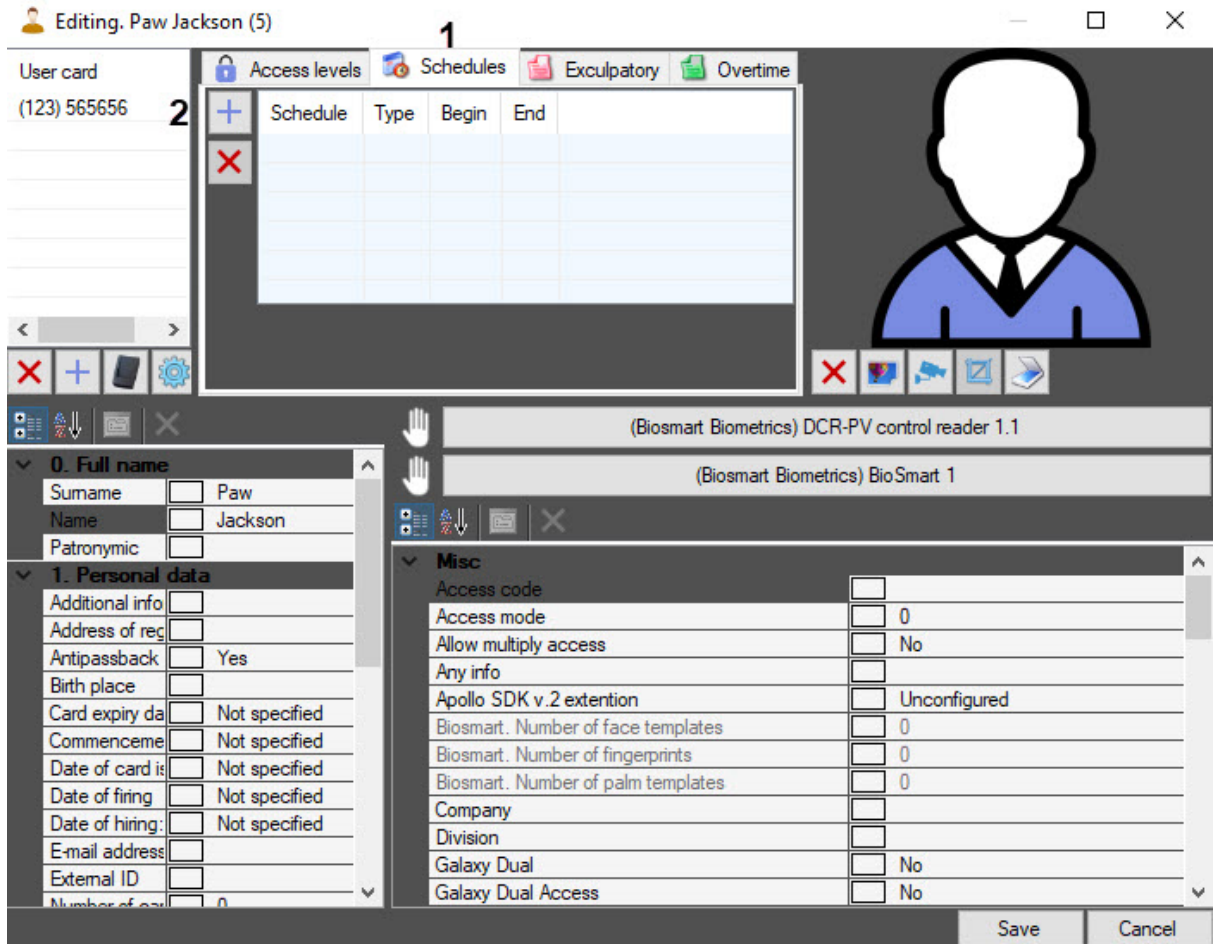 Editing. Paw Jackson (5)
1
User card
(123) 565656
2
Access levels Schedules Exculpatory Overtime
Schedule Type Begin End
(Biosmart Biometrics) DCR-PV control reader 1.1
(Biosmart Biometrics) BioSmart 1
0. Full name
Surname Paw
Name Jackson
Patronymic
1. Personal data
Additional info
Address of reg
Antipassback Yes
Birth place
Card expiry da Not specified
Commenceme Not specified
Date of card is Not specified
Date of firing Not specified
Date of hiring: Not specified
E-mail address
External ID
Number of car 0
Misc
Access code
Access mode 0
Allow multiply access No
Any info
Apollo SDK v.2 extention Unconfigured
Biosmart. Number of face templates 0
Biosmart. Number of fingerprints 0
Biosmart. Number of palm templates 0
Company
Division
Galaxy Dual No
Galaxy Dual Access No
Save Cancel